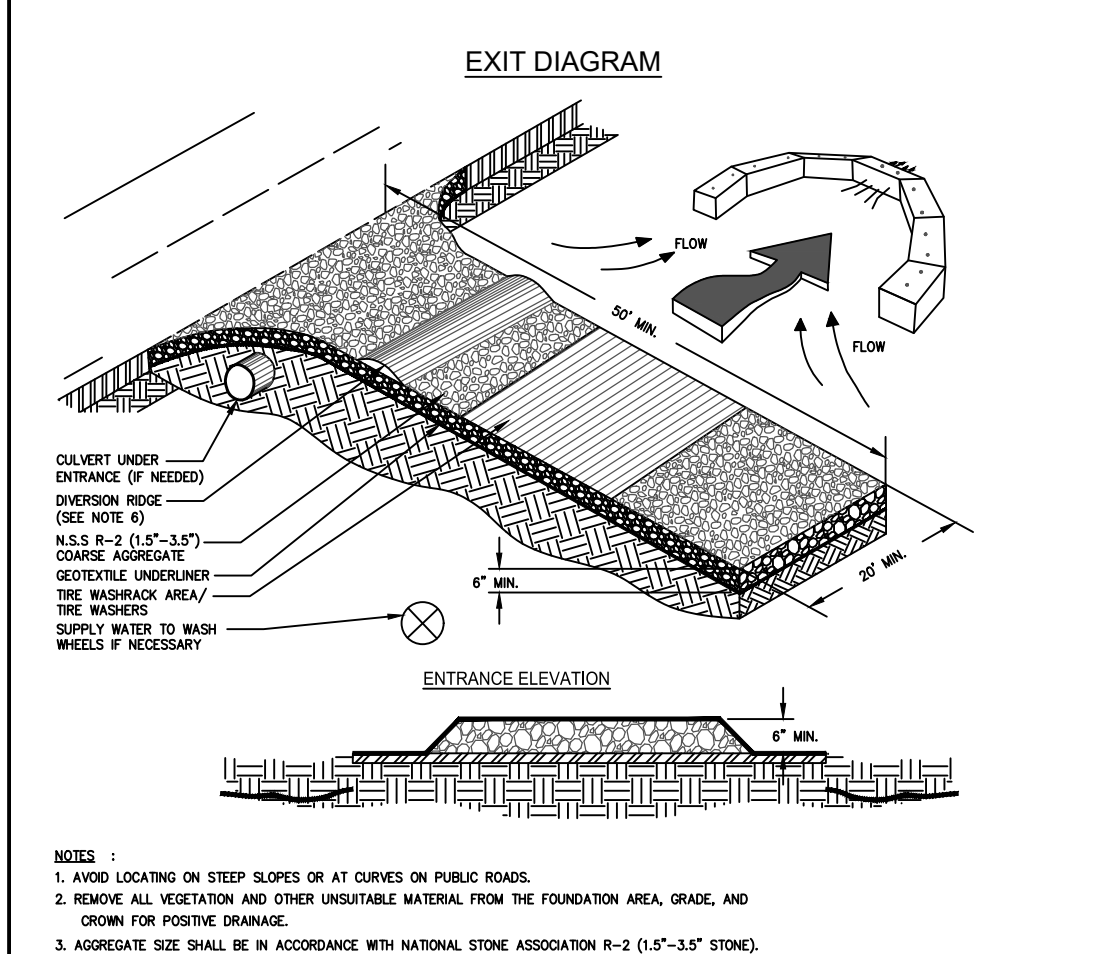 EXIT DIAGRAM
FLOW
50' MIN.
FLOW
CULVERT UNDER
ENTRANCE (IF NEEDED)
DIVERSION RIDGE
(SEE NOTE 6)
N.S.S R-2 (1.5"-3.5")
COARSE AGGREGATE
GEOTEXTILE UNDERLINER
TIRE WASHRACK AREA/
TIRE WASHERS
SUPPLY WATER TO WASH
WHEELS IF NECESSARY
6" MIN.
20' MIN.
ENTRANCE ELEVATION
6" MIN.
NOTES :
1. AVOID LOCATING ON STEEP SLOPES OR AT CURVES ON PUBLIC ROADS.
2. REMOVE ALL VEGETATION AND OTHER UNSUITABLE MATERIAL FROM THE FOUNDATION AREA, GRADE, AND
CROWN FOR POSITIVE DRAINAGE.
3. AGGREGATE SIZE SHALL BE IN ACCORDANCE WITH NATIONAL STONE ASSOCIATION R-2 (1.5"-3.5" STONE).